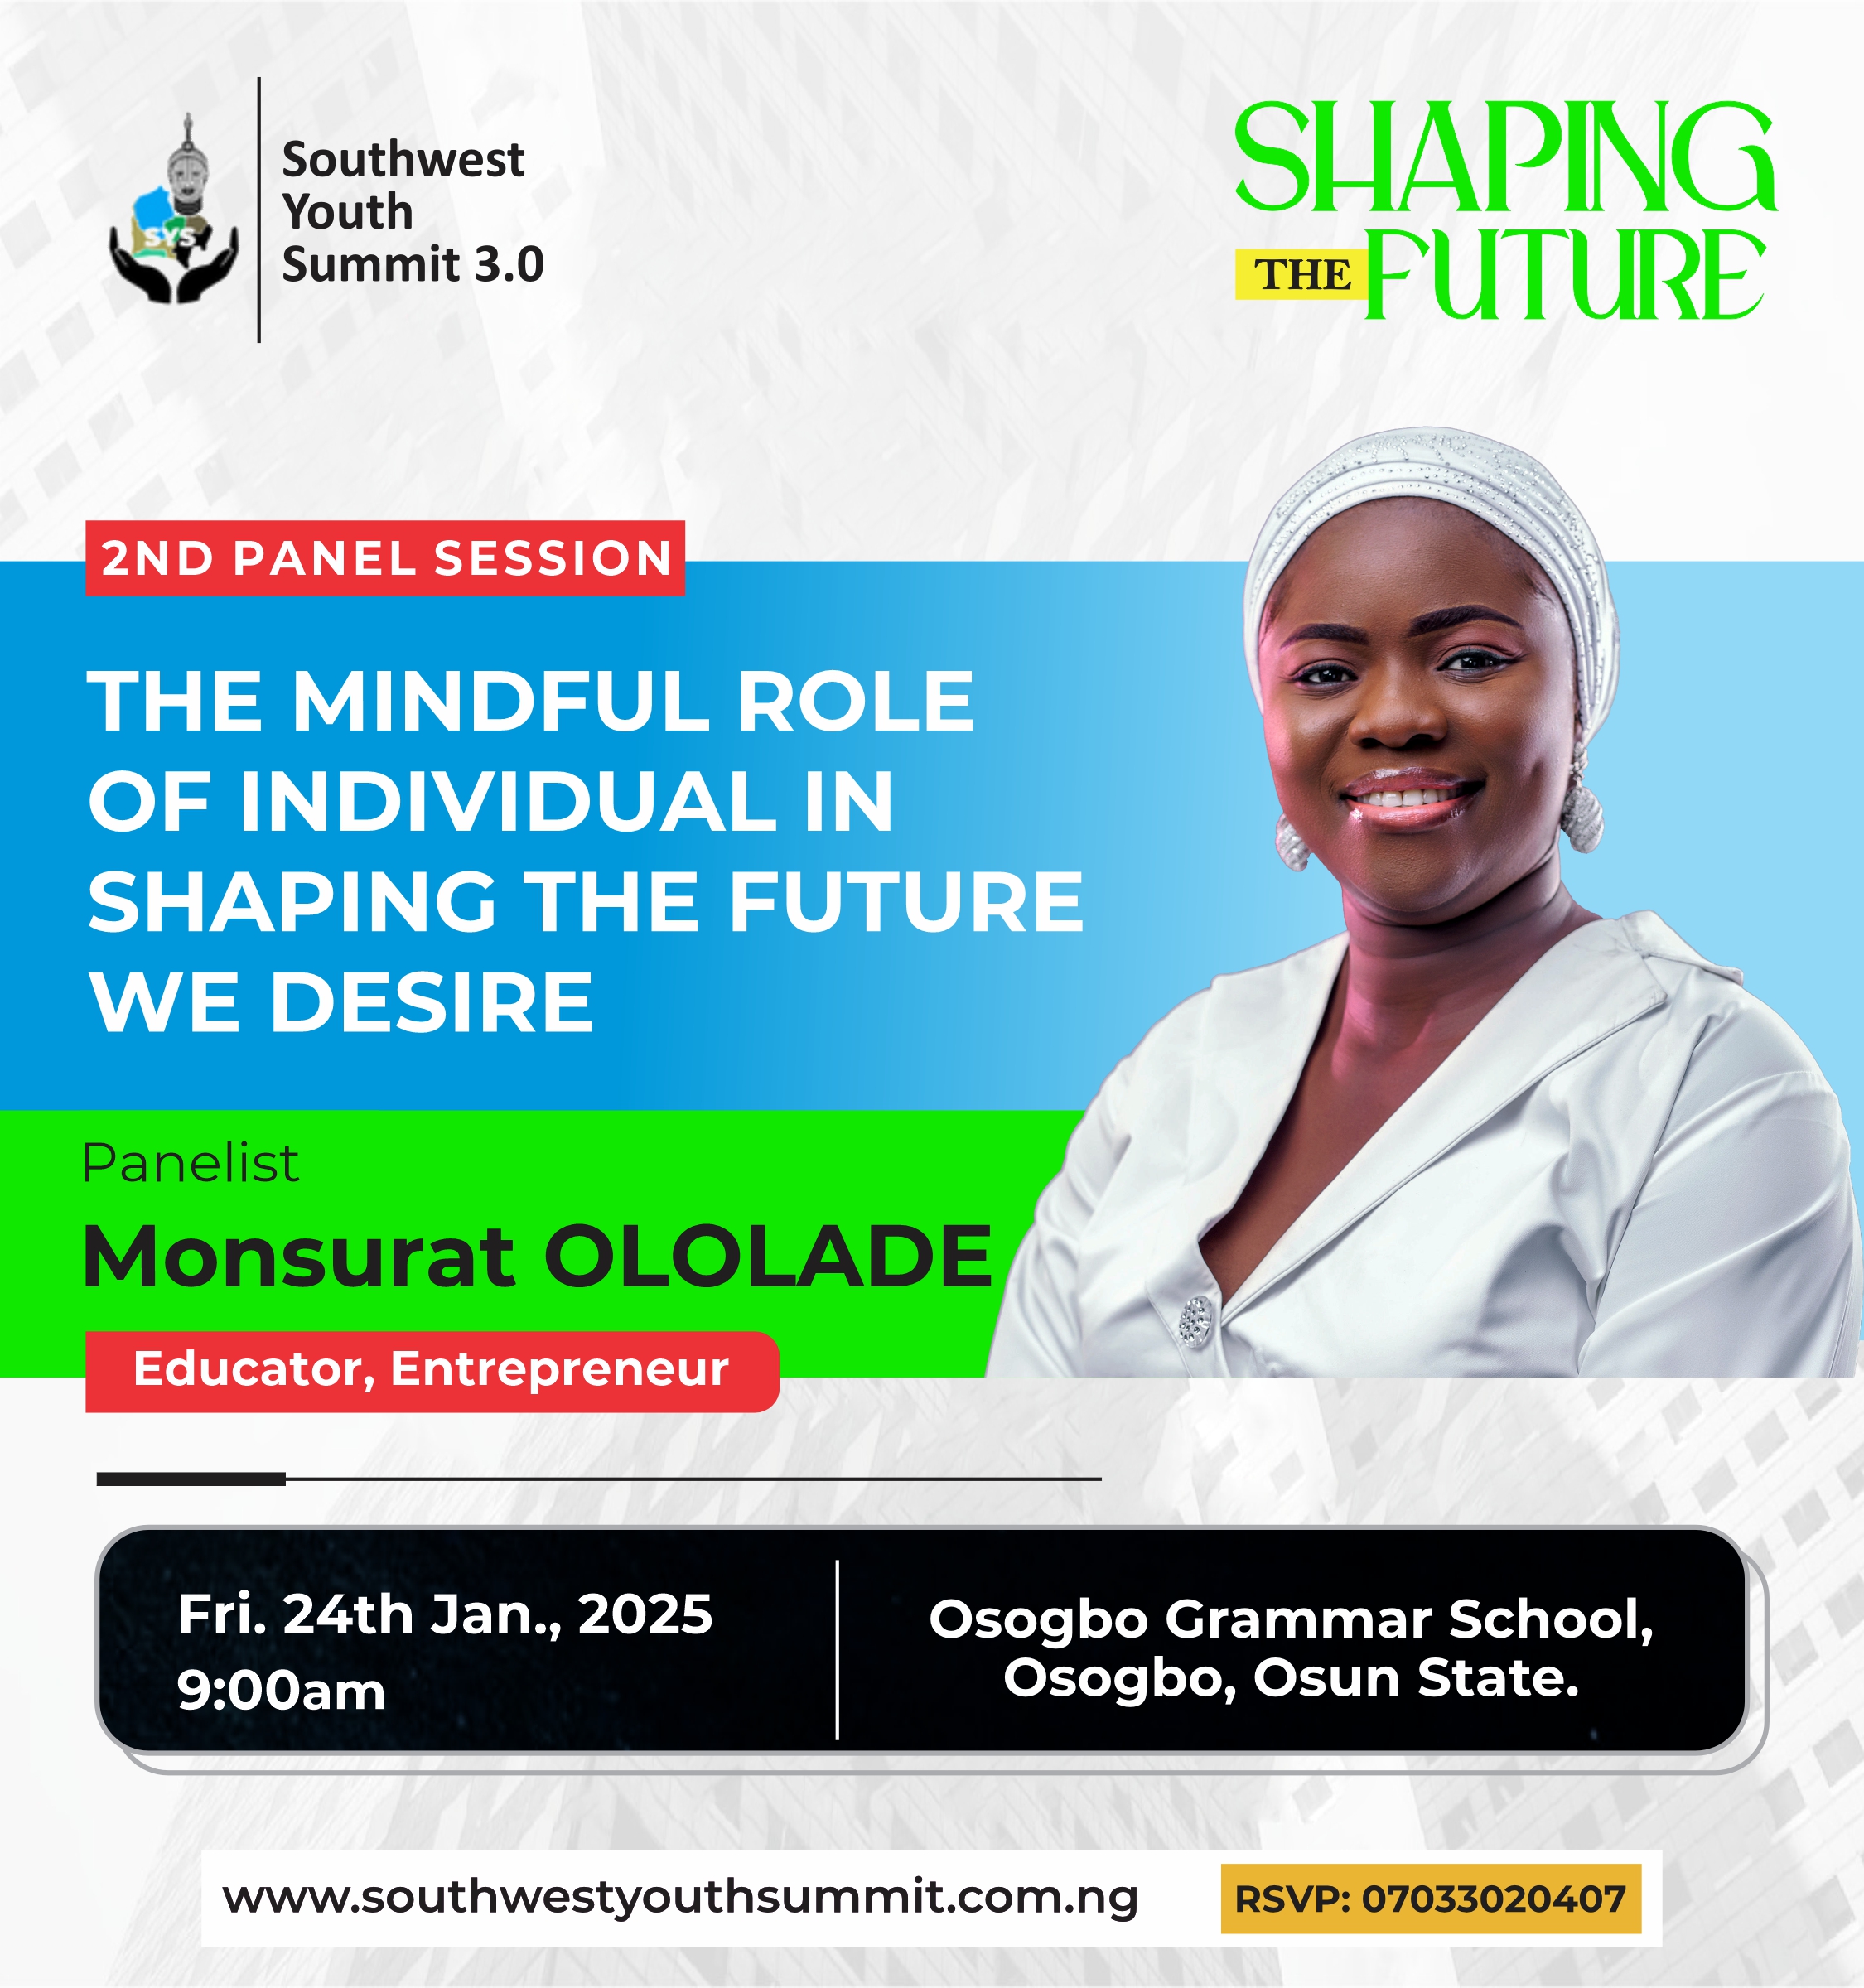 SYS
Southwest
Youth
Summit 3.0
SHAPING
THE FUTURE
2ND PANEL SESSION
THE MINDFUL ROLE
OF INDIVIDUAL IN
SHAPING THE FUTURE
WE DESIRE
Panelist
Monsurat OLOLADE
Educator, Entrepreneur
Fri. 24th Jan., 2025
9:00am
Osogbo Grammar School,
Osogbo, Osun State.
www.southwestyouthsummit.com.ng
RSVP: 07033020407